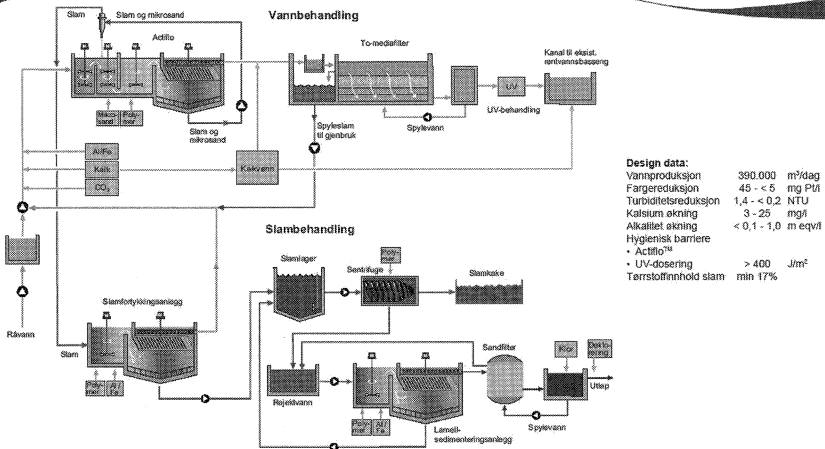 Vannbehandling
Slam
Slam og mikrosand
Actiflo
To-mediafilter
Kanal til eksist.
rentvannsbasseng
UV
UV-behandling
Mikro-
sand
Poly-
mer
Slam og
mikrosand
Spyleslam
til gjenbruk
Spylevann
Al/Fe
Kalk
CO₂
Kalkvann
Råvann
Slambehandling
Slamlager
Poly-
mer
Sentrifuge
Slamkake
Slamfortykkingsanlegg
Slam
Poly-
mer
Al /
Fe
Rejektvann
Poly-
mer
Al /
Fe
Lamell-
sedimenteringsanlegg
Sandfilter
Klor
Deklo-
rering
Utløp
Spylevann
Design data:
Vannproduksjon 390.000 m³/dag
Fargereduksjon 45 - < 5 mg Pt/l
Turbiditetsreduksjon 1,4 - < 0,2 NTU
Kalsium økning 3 - 25 mg/l
Alkalitet økning < 0,1 - 1,0 m eqv/l
Hygienisk barriere
• Actiflo™
• UV-dosering > 400 J/m²
Tørrstoffinnhold slam min 17%